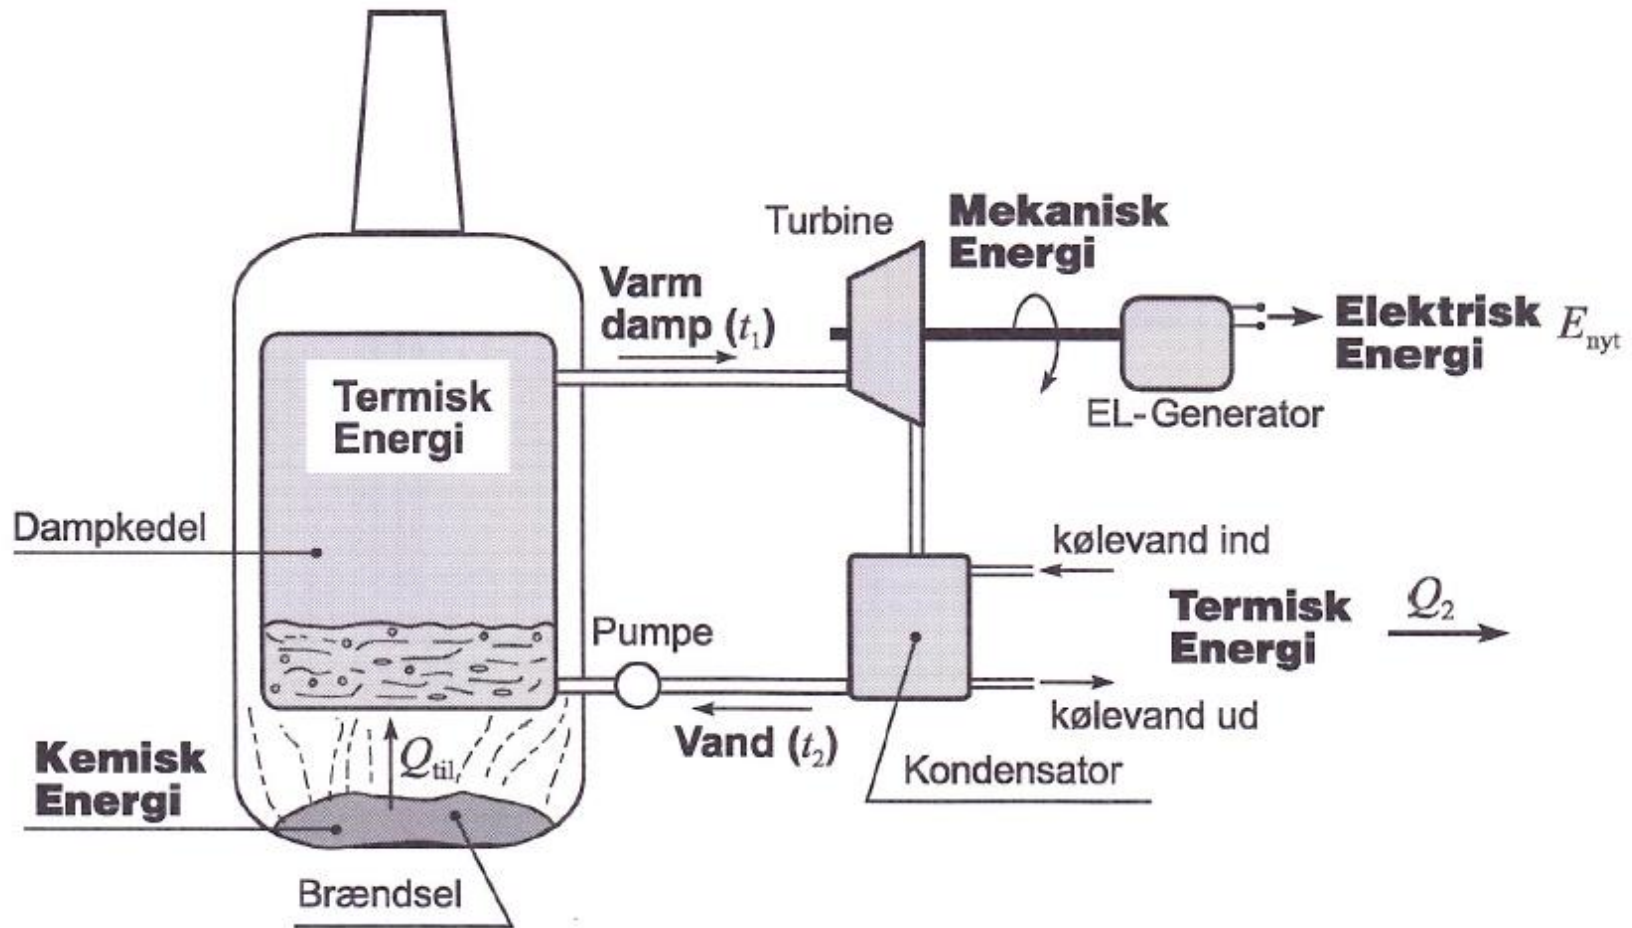 Turbine
Mekanisk
Energi
Varm
damp (t₁)
Elektrisk
Energi
E_nyt
EL-Generator
Termisk
Energi
Dampkedel
kølevand ind
Termisk
Energi
Q₂
Pumpe
kølevand ud
Vand (t₂)
Kondensator
Kemisk
Energi
Q_til
Brændsel